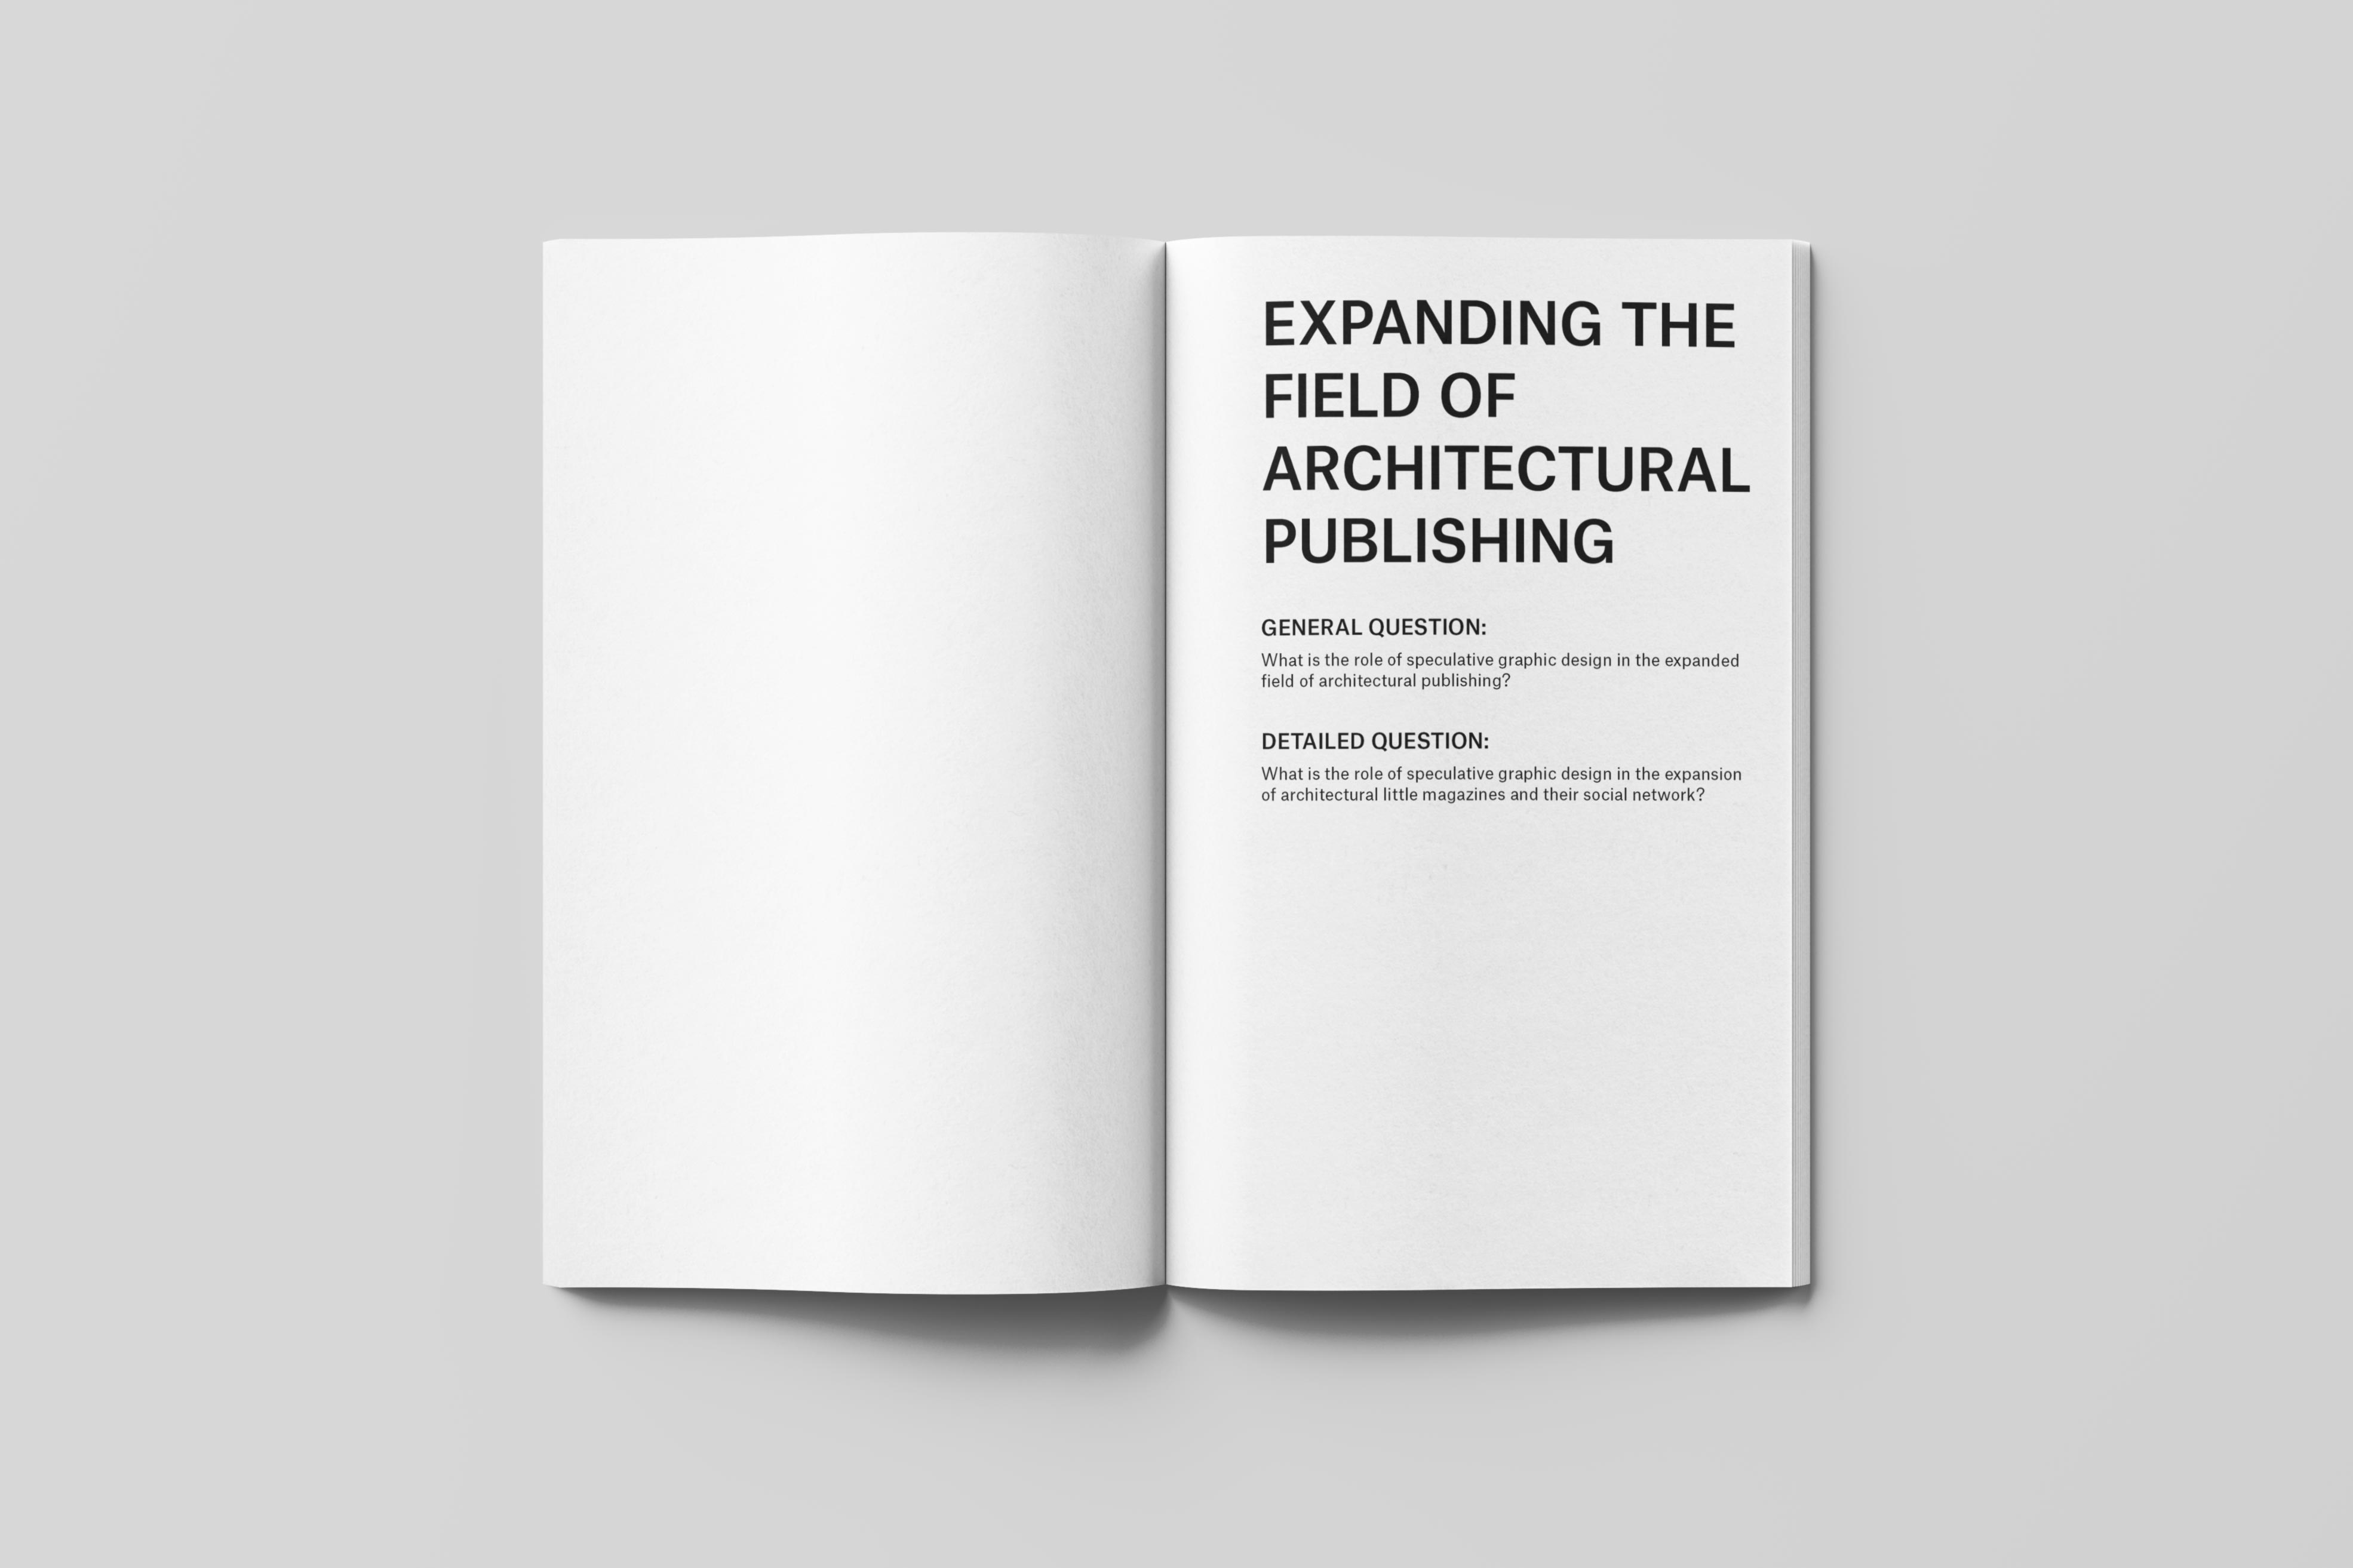 EXPANDING THE
FIELD OF
ARCHITECTURAL
PUBLISHING
GENERAL QUESTION:
What is the role of speculative graphic design in the expanded
field of architectural publishing?
DETAILED QUESTION:
What is the role of speculative graphic design in the expansion
of architectural little magazines and their social network?